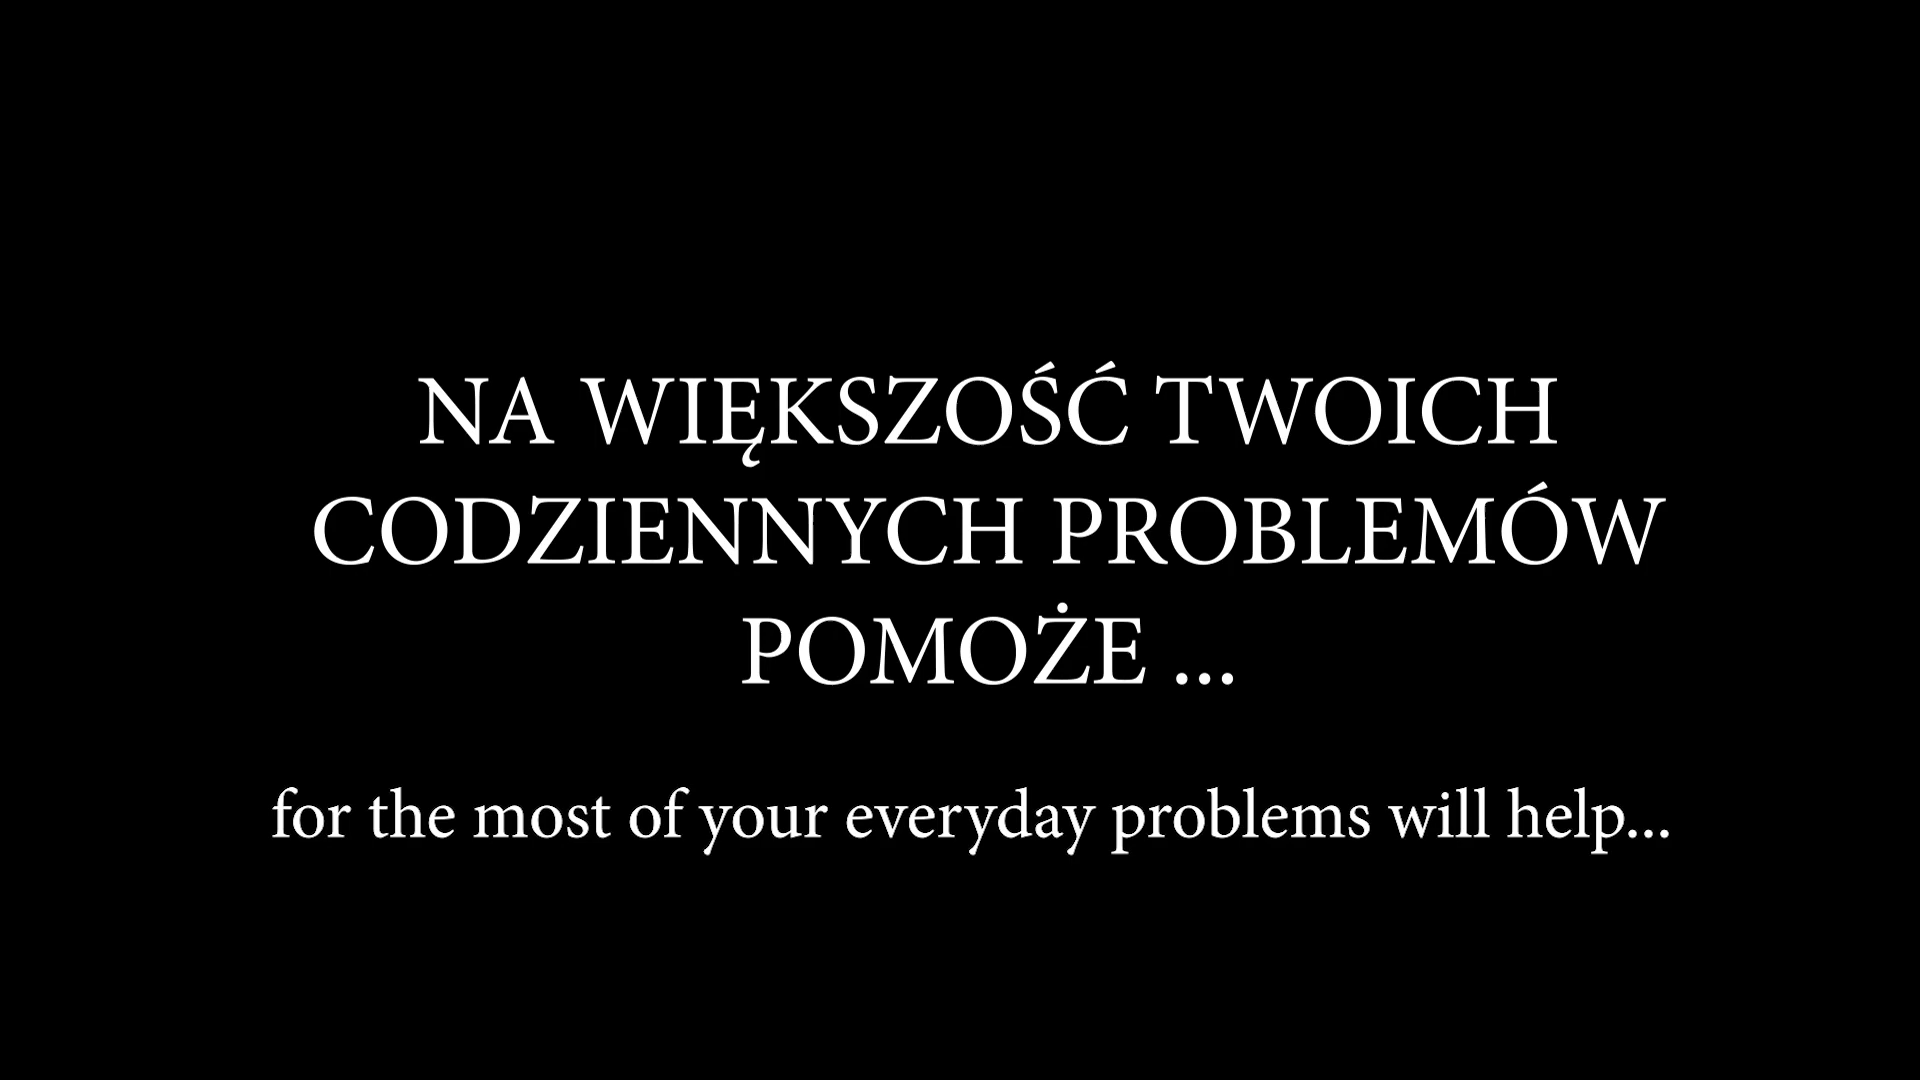 NA WIĘKSZOŚĆ TWOICH
CODZIENNYCH PROBLEMÓW
POMOŻE ...
for the most of your everyday problems will help...